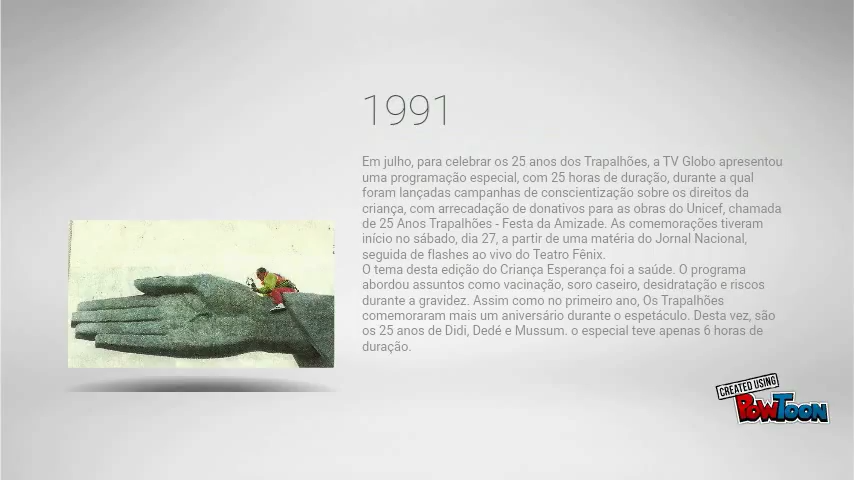 1991
Em julho, para celebrar os 25 anos dos Trapalhões, a TV Globo apresentou
uma programação especial, com 25 horas de duração, durante a qual
foram lançadas campanhas de conscientização sobre os direitos da
criança, com arrecadação de donativos para as obras do Unicef, chamada
de 25 Anos Trapalhões - Festa da Amizade. As comemorações tiveram
início no sábado, dia 27, a partir de uma matéria do Jornal Nacional,
seguida de flashes ao vivo do Teatro Fênix.
O tema desta edição do Criança Esperança foi a saúde. O programa
abordou assuntos como vacinação, soro caseiro, desidratação e riscos
durante a gravidez. Assim como no primeiro ano, Os Trapalhões
comemoraram mais um aniversário durante o espetáculo. Desta vez, são
os 25 anos de Didi, Dedé e Mussum. o especial teve apenas 6 horas de
duração.
CREATED USING
POWTOON